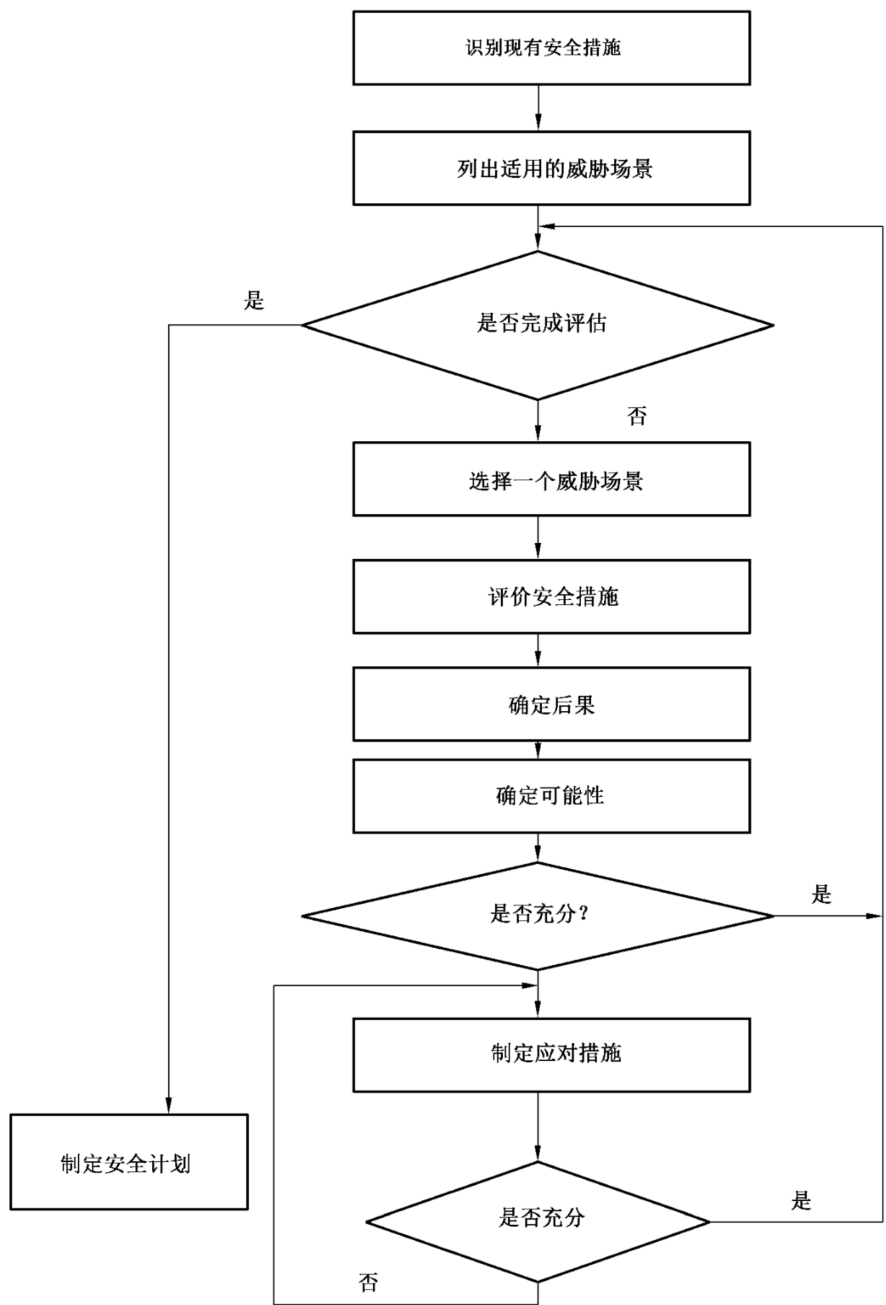 识别现有安全措施
列出适用的威胁场景
是
是否完成评估
否
选择一个威胁场景
评价安全措施
确定后果
确定可能性
是否充分？
是
制定应对措施
制定安全计划
是否充分
是
否